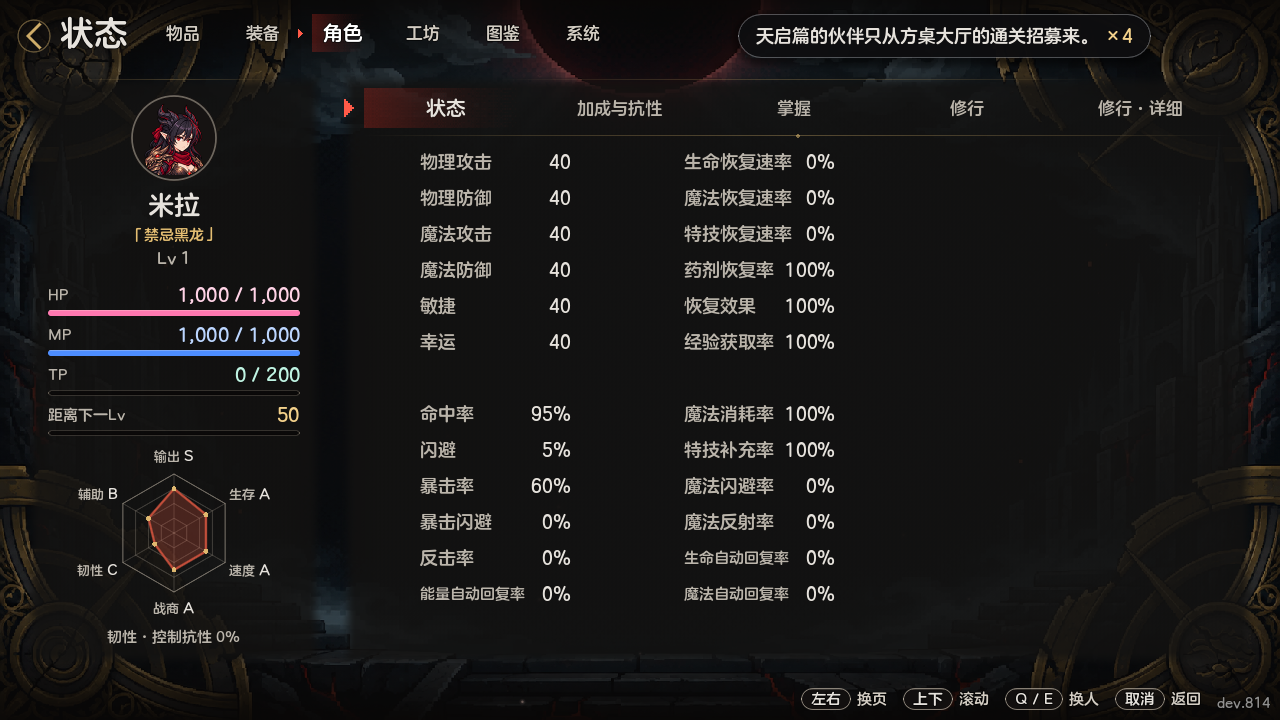 状态 物品 装备 角色 工坊 图鉴 系统
天启篇的伙伴只从方桌大厅的通关招募来。 ×4
状态 加成与抗性 掌握 修行 修行·详细
米拉
「禁忌黑龙」
Lv 1
HP 1,000 / 1,000
MP 1,000 / 1,000
TP 0 / 200
距离下一Lv 50
输出 S
辅助 B 生存 A
韧性 C 速度 A
战商 A
韧性·控制抗性 0%
物理攻击 40 生命恢复速率 0%
物理防御 40 魔法恢复速率 0%
魔法攻击 40 特技恢复速率 0%
魔法防御 40 药剂恢复率 100%
敏捷 40 恢复效果 100%
幸运 40 经验获取率 100%
命中率 95% 魔法消耗率 100%
闪避 5% 特技补充率 100%
暴击率 60% 魔法闪避率 0%
暴击闪避 0% 魔法反射率 0%
反击率 0% 生命自动回复率 0%
能量自动回复率 0% 魔法自动回复率 0%
左右 换页 上下 滚动 Q / E 换人 取消 返回
dev.814